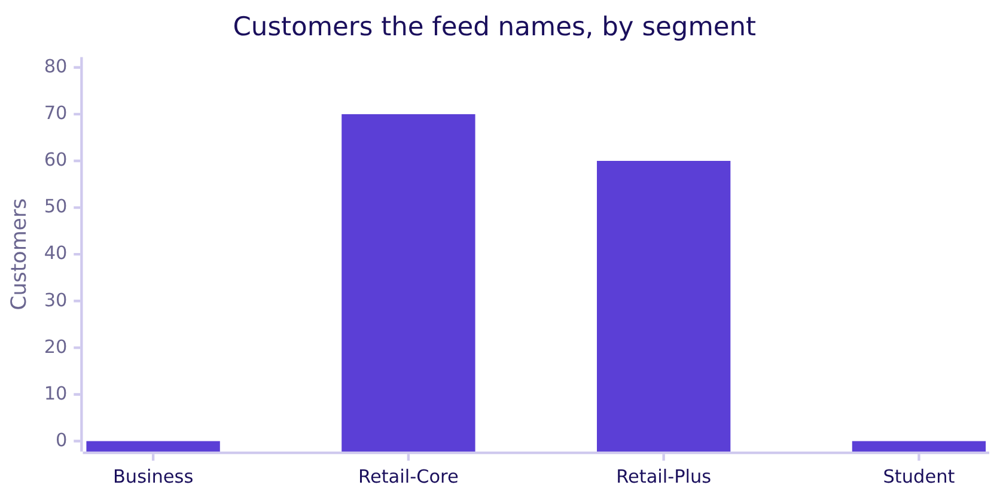 Customers the feed names, by segment
Customers
80
70
60
50
40
30
20
10
0
Business
Retail-Core
Retail-Plus
Student